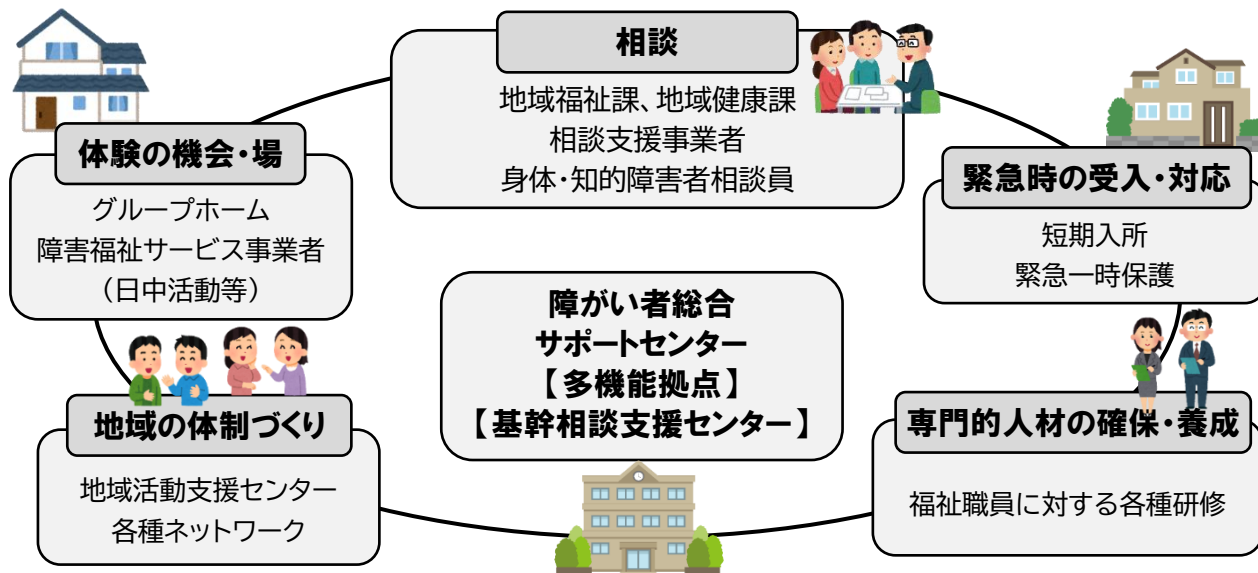 相談
地域福祉課、地域健康課
相談支援事業者
身体・知的障害者相談員
体験の機会・場
グループホーム
障害福祉サービス事業者
（日中活動等）
緊急時の受入・対応
短期入所
緊急一時保護
障がい者総合
サポートセンター
【多機能拠点】
【基幹相談支援センター】
地域の体制づくり
地域活動支援センター
各種ネットワーク
専門的人材の確保・養成
福祉職員に対する各種研修